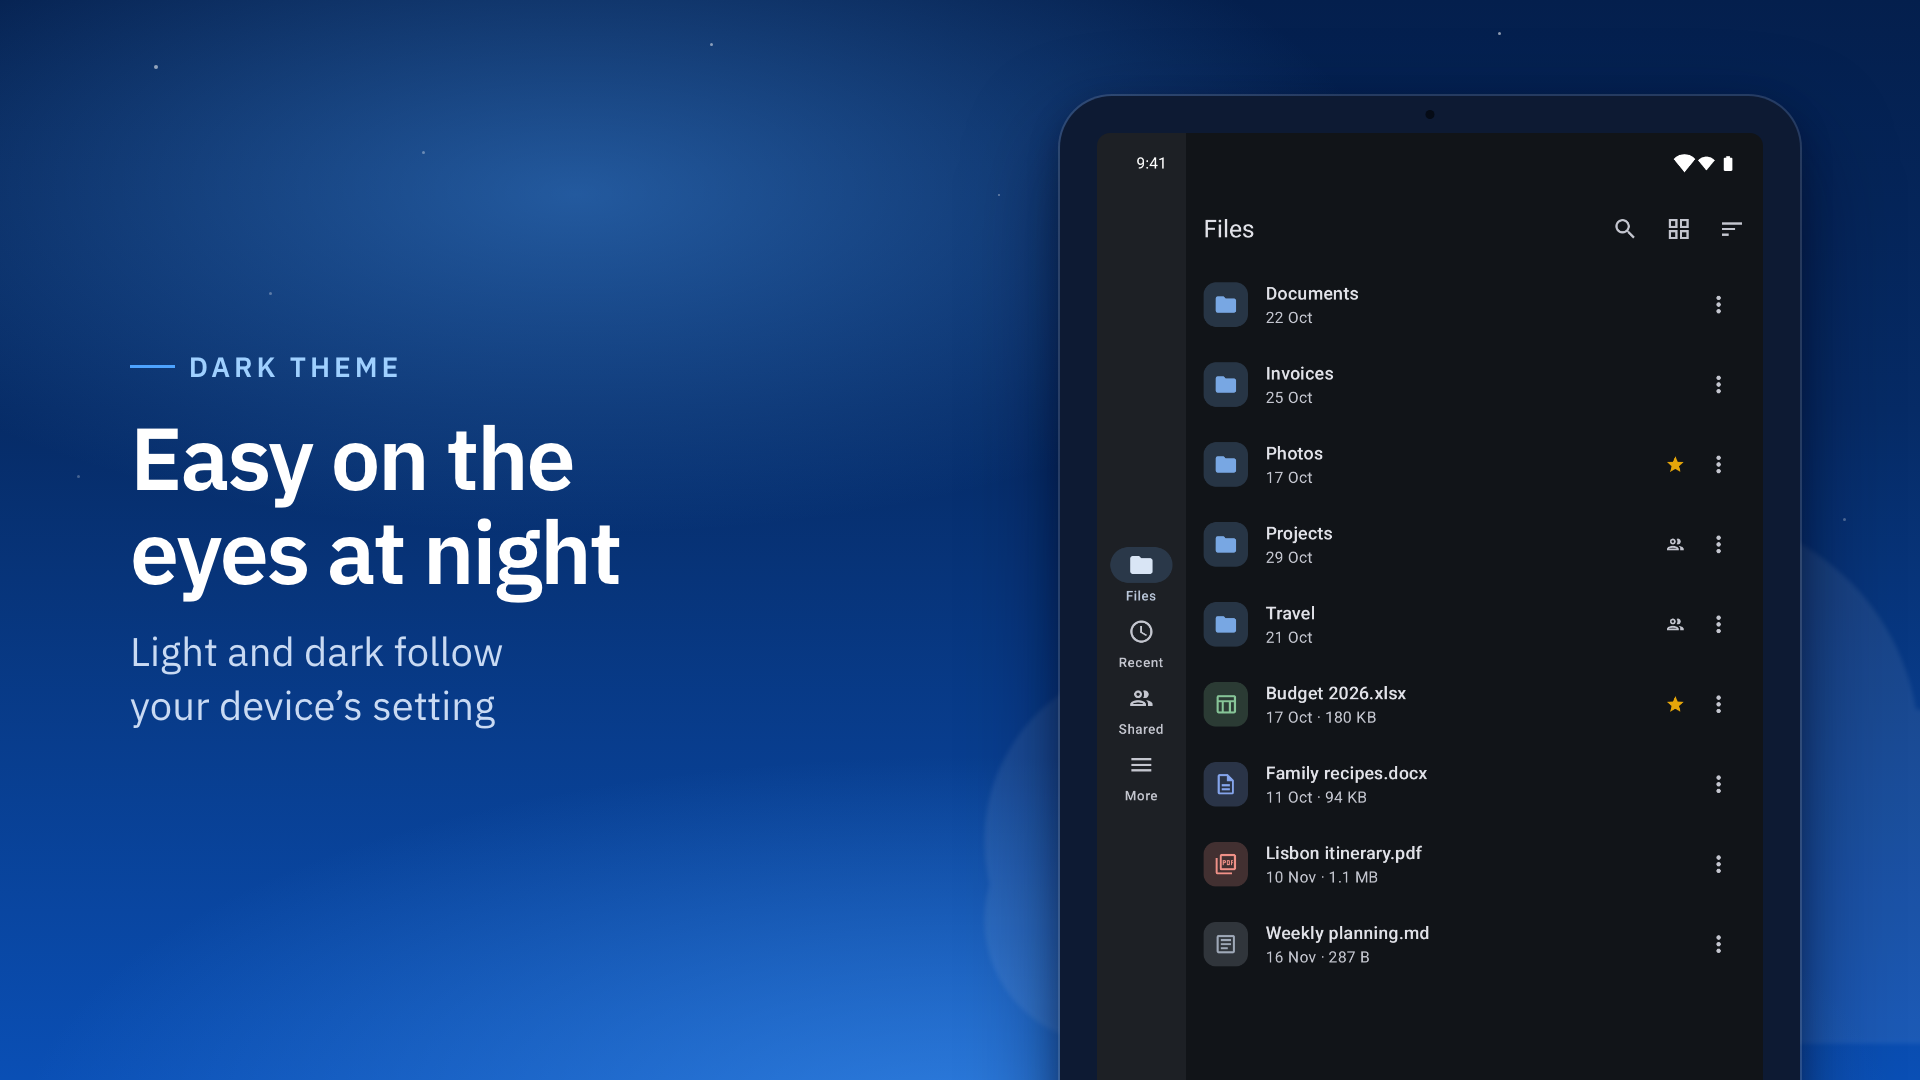 DARK THEME
Easy on the
eyes at night
Light and dark follow
your device’s setting
9:41
Files
Documents
22 Oct
Invoices
25 Oct
Photos
17 Oct
Projects
29 Oct
Travel
21 Oct
Budget 2026.xlsx
17 Oct · 180 KB
Family recipes.docx
11 Oct · 94 KB
Lisbon itinerary.pdf
10 Nov · 1.1 MB
Weekly planning.md
16 Nov · 287 B
Files
Recent
Shared
More
PDF